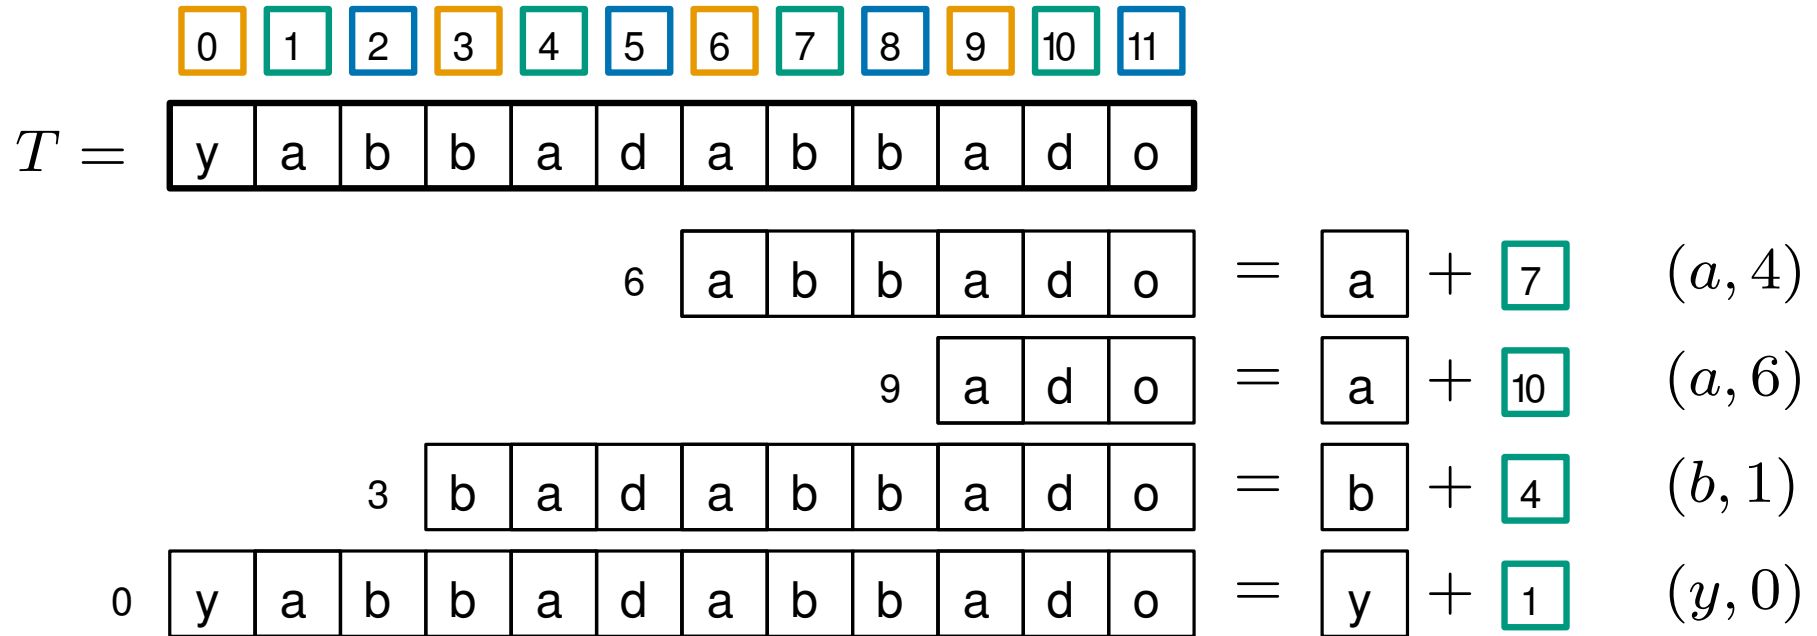 0 1 2 3 4 5 6 7 8 9 10 11
T = y a b b a d a b b a d o
6 a b b a d o = a + 7 (a, 4)
9 a d o = a + 10 (a, 6)
3 b a d a b b a d o = b + 4 (b, 1)
0 y a b b a d a b b a d o = y + 1 (y, 0)